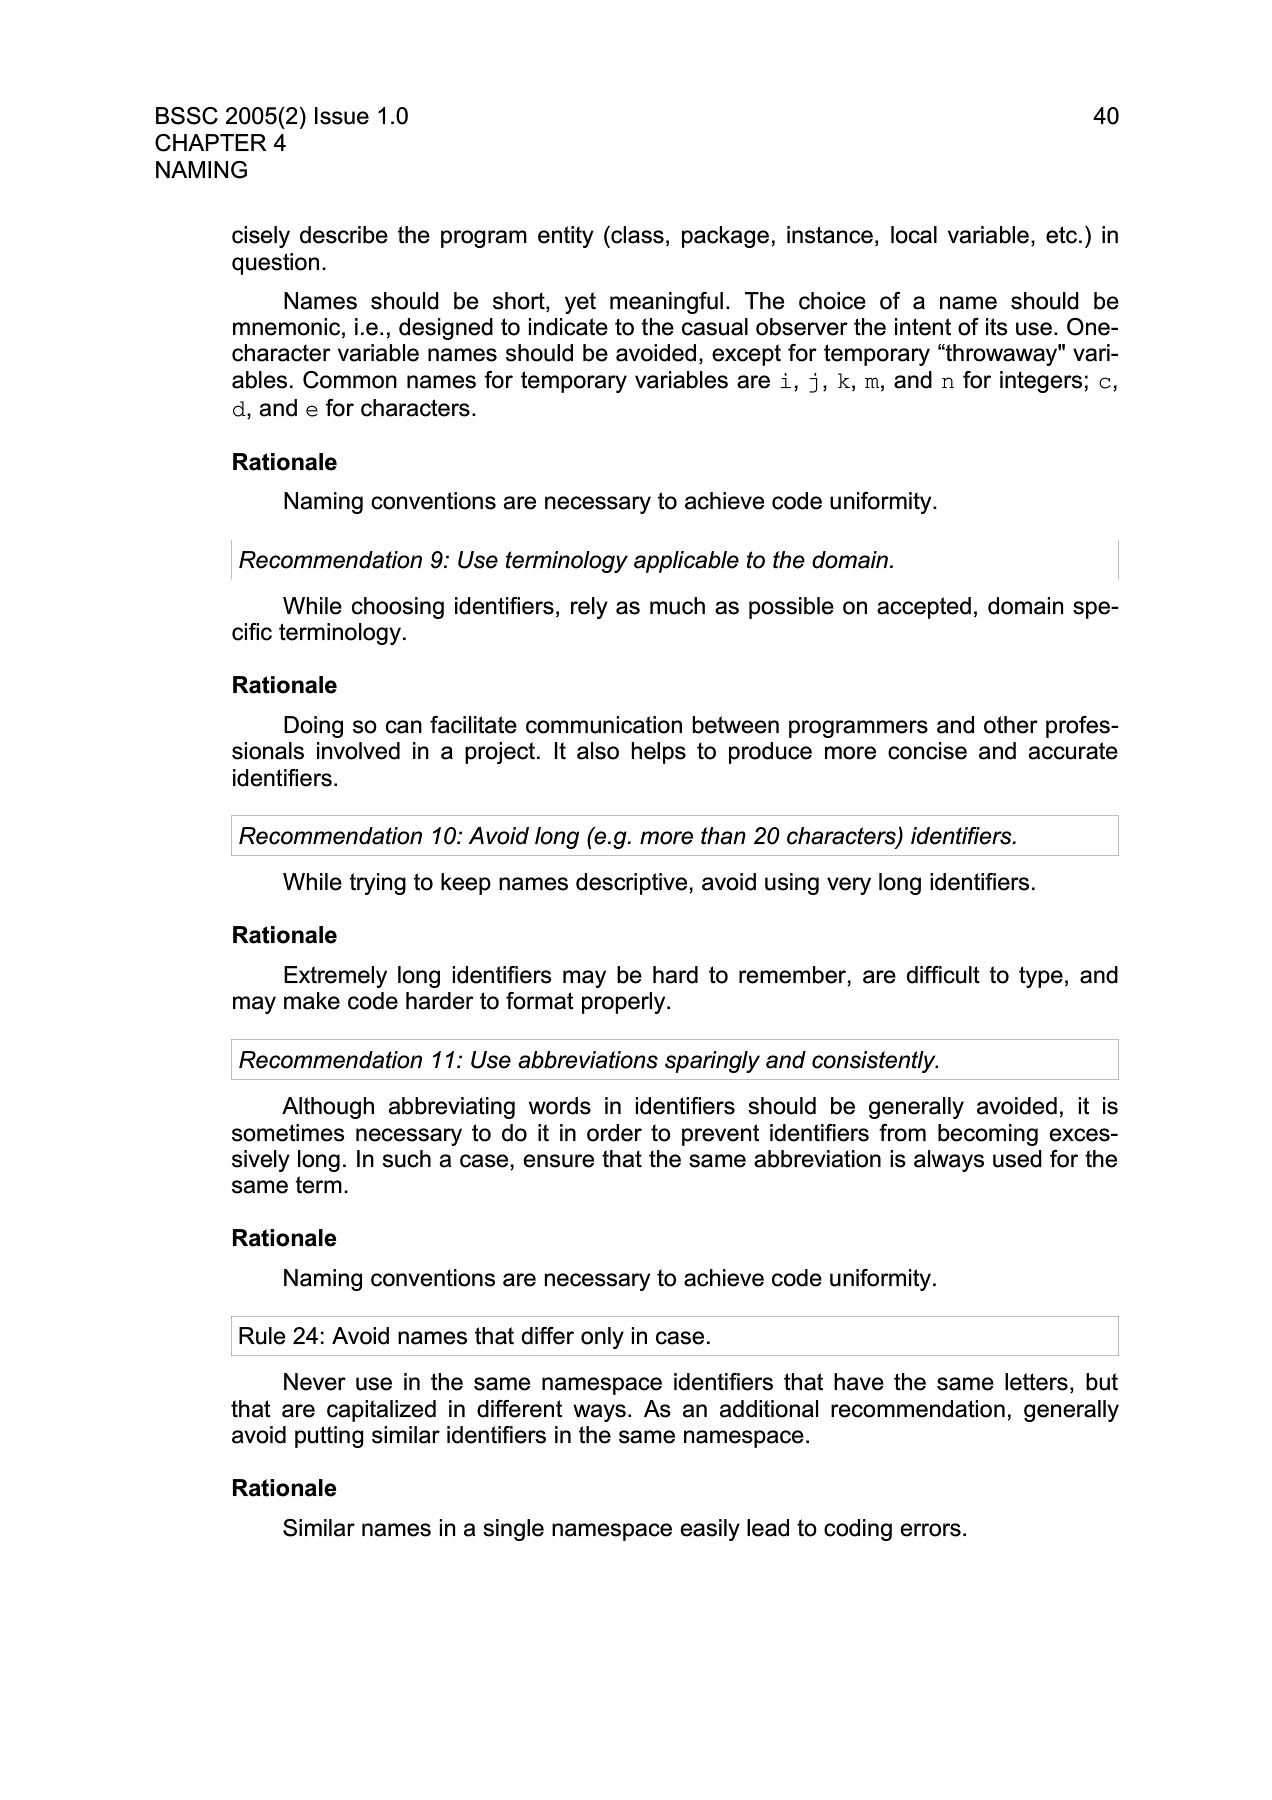 BSSC 2005(2) Issue 1.0 40
CHAPTER 4
NAMING
cisely describe the program entity (class, package, instance, local variable, etc.) in
question.
Names should be short, yet meaningful. The choice of a name should be
mnemonic, i.e., designed to indicate to the casual observer the intent of its use. One-
character variable names should be avoided, except for temporary “throwaway" vari-
ables. Common names for temporary variables are i, j, k, m, and n for integers; c,
d, and e for characters.
Rationale
Naming conventions are necessary to achieve code uniformity.
Recommendation 9: Use terminology applicable to the domain.
While choosing identifiers, rely as much as possible on accepted, domain spe-
cific terminology.
Rationale
Doing so can facilitate communication between programmers and other profes-
sionals involved in a project. It also helps to produce more concise and accurate
identifiers.
Recommendation 10: Avoid long (e.g. more than 20 characters) identifiers.
While trying to keep names descriptive, avoid using very long identifiers.
Rationale
Extremely long identifiers may be hard to remember, are difficult to type, and
may make code harder to format properly.
Recommendation 11: Use abbreviations sparingly and consistently.
Although abbreviating words in identifiers should be generally avoided, it is
sometimes necessary to do it in order to prevent identifiers from becoming exces-
sively long. In such a case, ensure that the same abbreviation is always used for the
same term.
Rationale
Naming conventions are necessary to achieve code uniformity.
Rule 24: Avoid names that differ only in case.
Never use in the same namespace identifiers that have the same letters, but
that are capitalized in different ways. As an additional recommendation, generally
avoid putting similar identifiers in the same namespace.
Rationale
Similar names in a single namespace easily lead to coding errors.